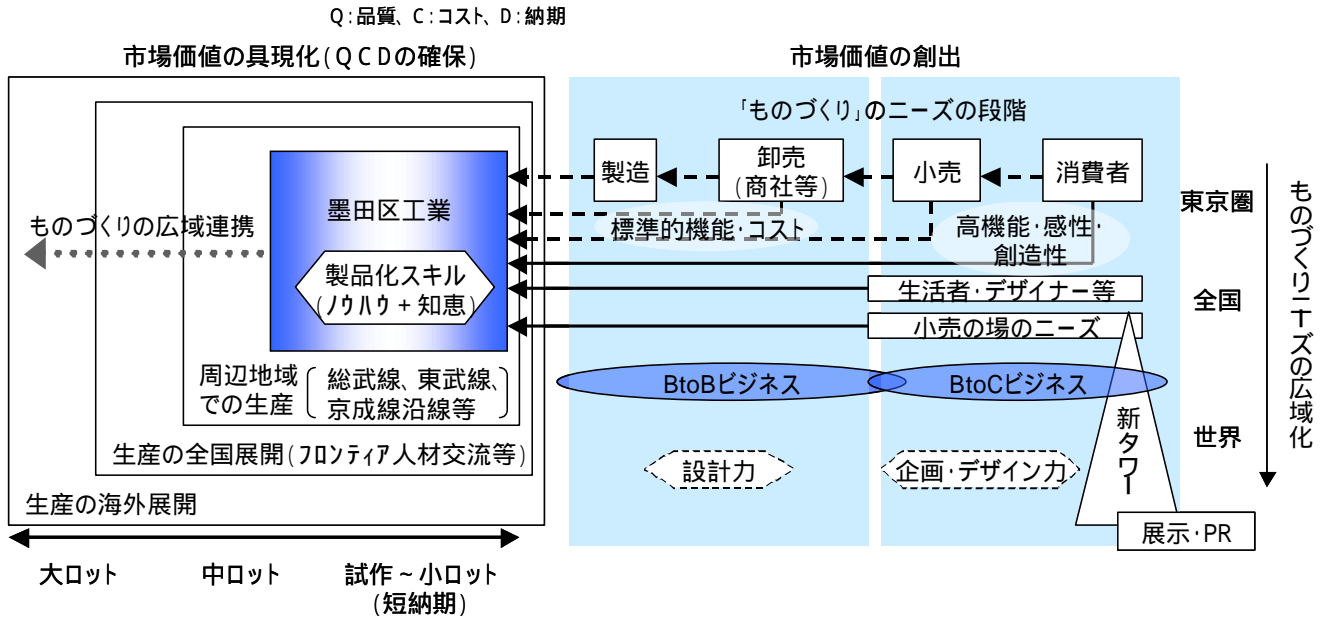 Q:品質、C:コスト、D:納期
市場価値の具現化(QCDの確保)
市場価値の創出
「ものづくり」のニーズの段階
製造
卸売
(商社等)
小売
消費者
墨田区工業
標準的機能・コスト
高機能・感性・
創造性
ものづくりの広域連携
製品化スキル
(ノウハウ+知恵)
生活者・デザイナー等
小売の場のニーズ
周辺地域
での生産
総武線、東武線、
京成線沿線等
BtoBビジネス
BtoCビジネス
生産の全国展開(フロンティア人材交流等)
設計力
企画・デザイン力
新タワー
生産の海外展開
展示・PR
東京圏
全国
世界
ものづくりニーズの広域化
大ロット
中ロット
試作~小ロット
(短納期)